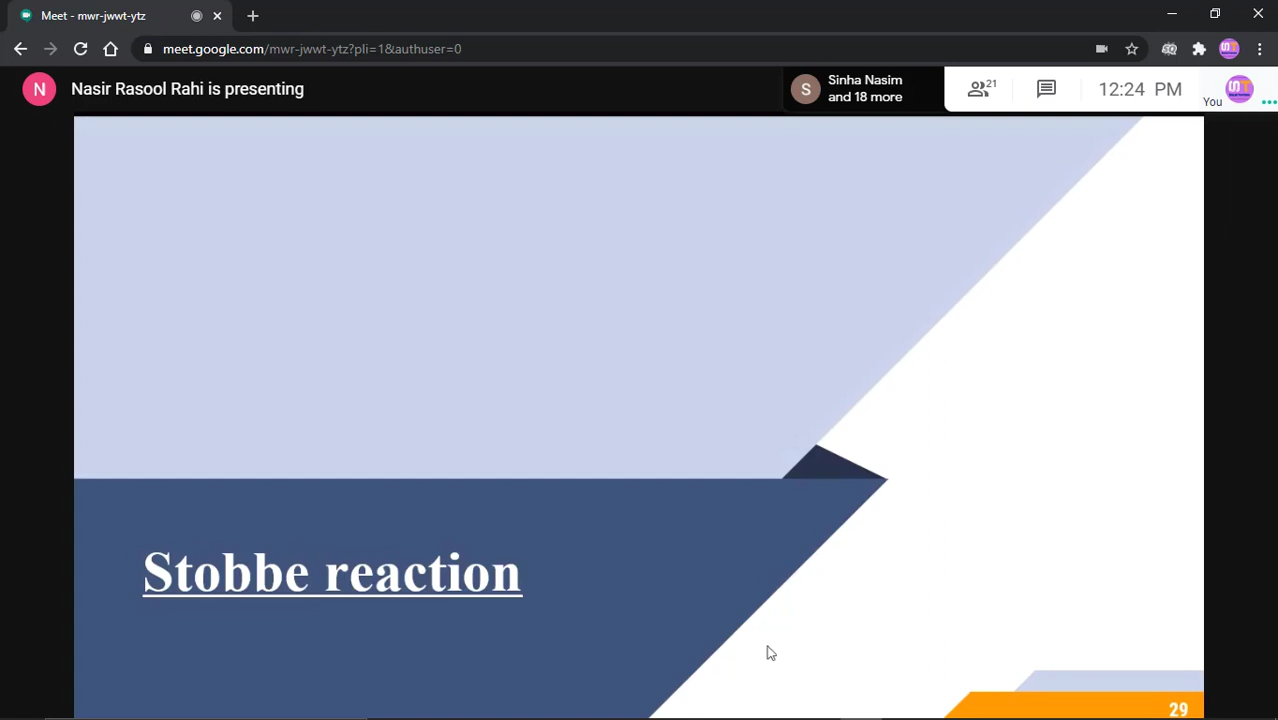 Meet - mwr-jwwt-ytz
meet.google.com/mwr-jwwt-ytz?pli=1&authuser=0
N
Nasir Rasool Rahi is presenting
S
Sinha Nasim
and 18 more
21
12:24 PM
You
Stobbe reaction
29